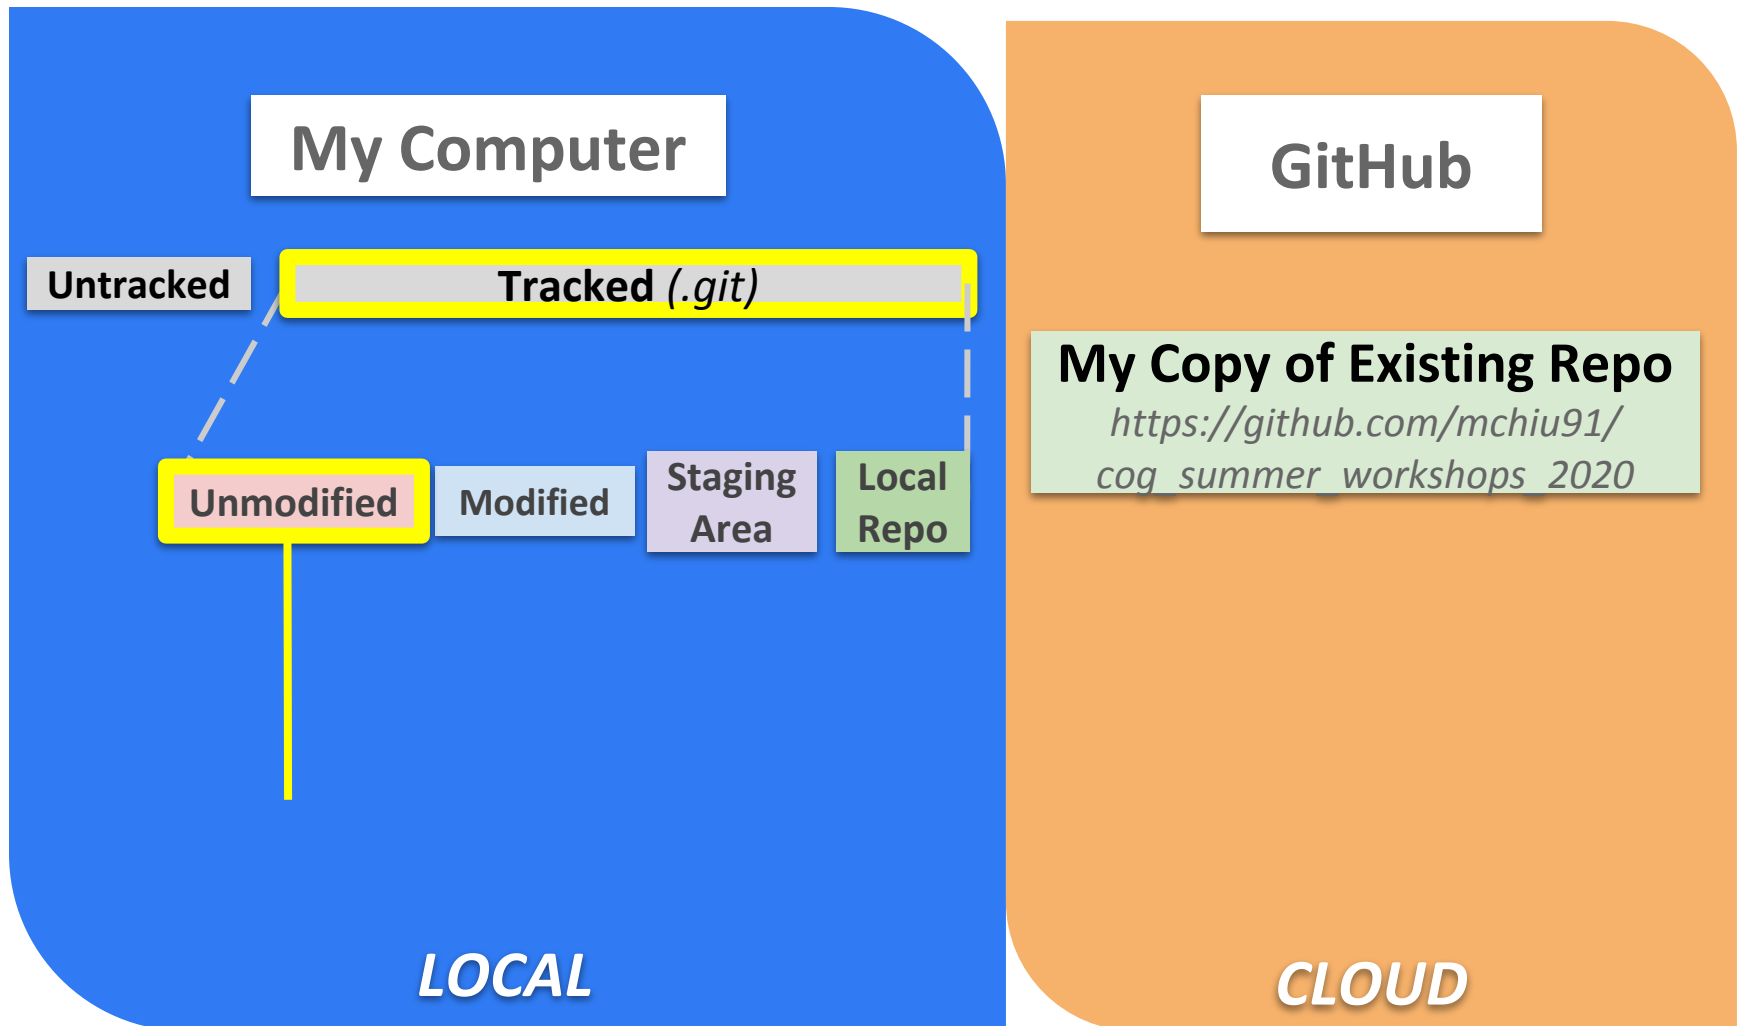 My Computer
GitHub
Untracked
Tracked (.git)
My Copy of Existing Repo
https://github.com/mchiu91/
cog_summer_workshops_2020
Unmodified
Modified
Staging
Area
Local
Repo
LOCAL
CLOUD